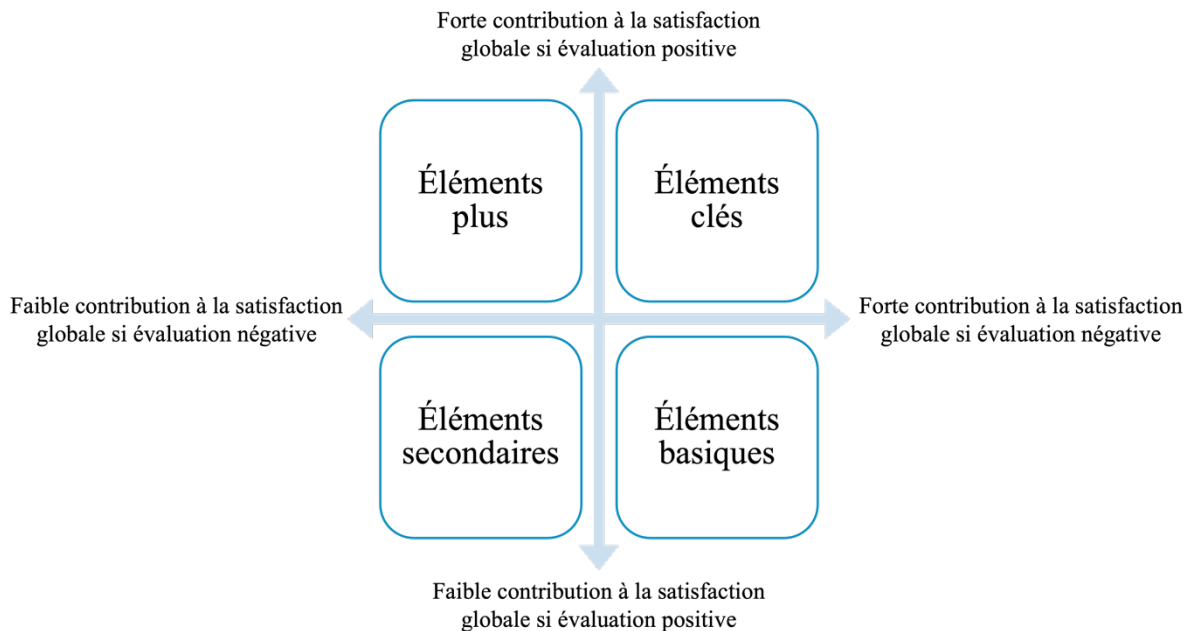 Forte contribution à la satisfaction
globale si évaluation positive
Éléments
plus
Éléments
clés
Faible contribution à la satisfaction
globale si évaluation négative
Forte contribution à la satisfaction
globale si évaluation négative
Éléments
secondaires
Éléments
basiques
Faible contribution à la satisfaction
globale si évaluation positive